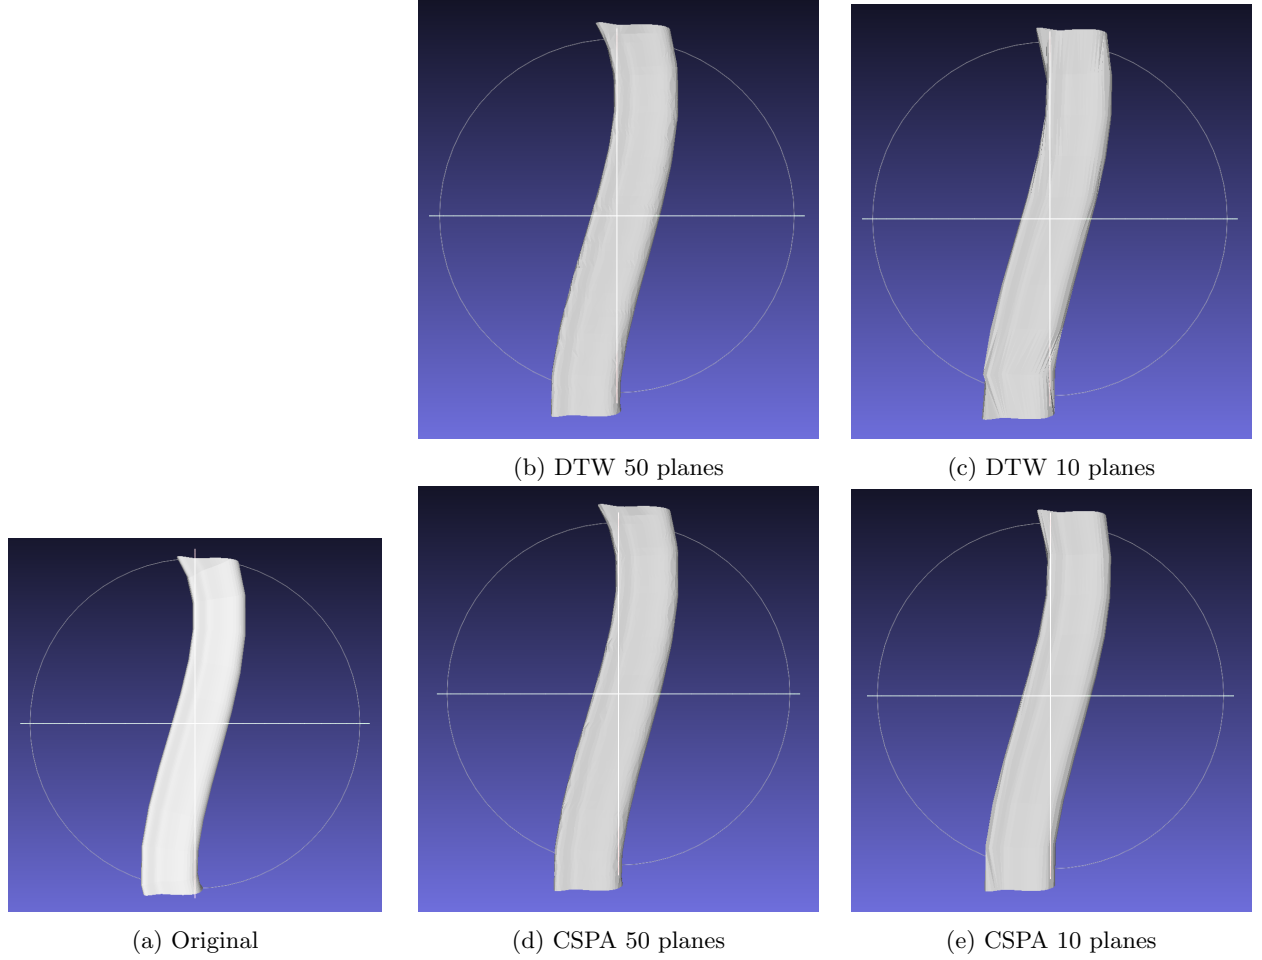 (b) DTW 50 planes
(c) DTW 10 planes
(a) Original
(d) CSPA 50 planes
(e) CSPA 10 planes